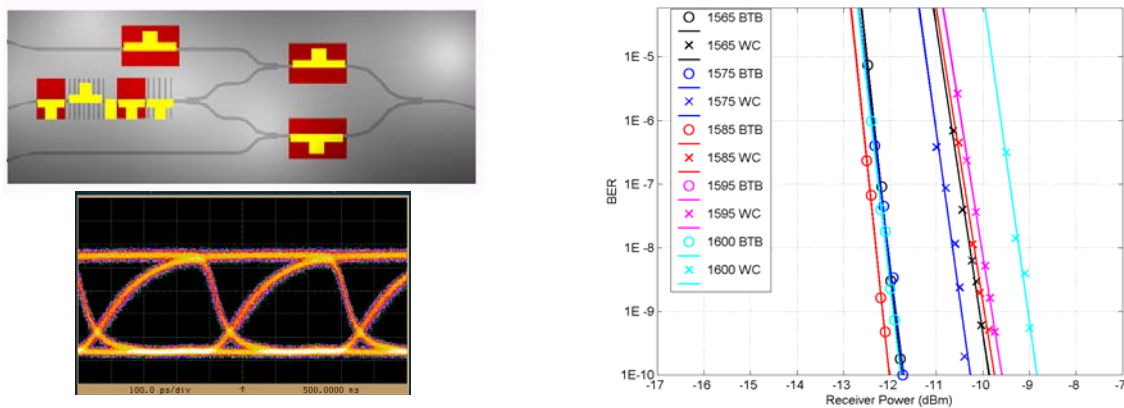 100.0 ps/div
500.0000 ms
BER
1E-5
1E-6
1E-7
1E-8
1E-9
1E-10
1565 BTB
1565 WC
1575 BTB
1575 WC
1585 BTB
1585 WC
1595 BTB
1595 WC
1600 BTB
1600 WC
-17 -16 -15 -14 -13 -12 -11 -10 -9 -8 -7
Receiver Power (dBm)